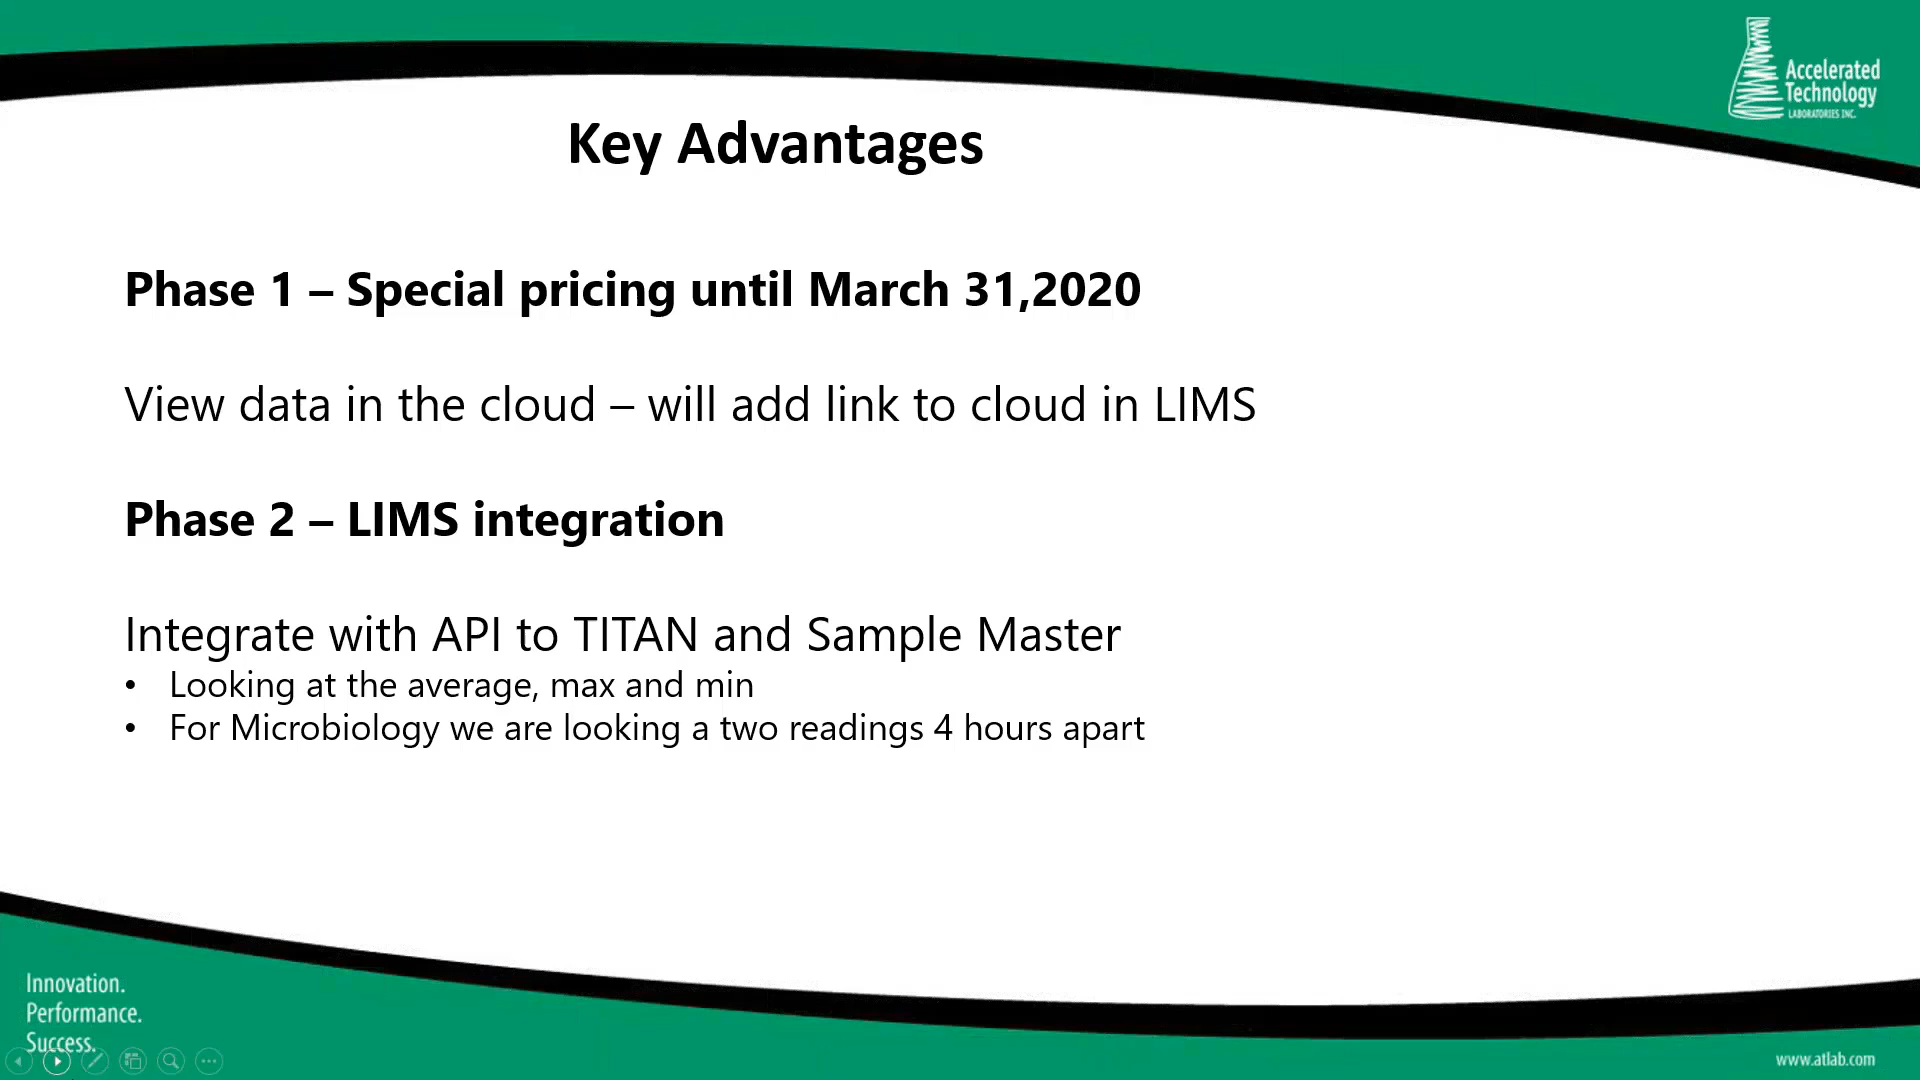 Accelerated
Technology
LABORATORIES INC.
Key Advantages
Phase 1 – Special pricing until March 31,2020
View data in the cloud – will add link to cloud in LIMS
Phase 2 – LIMS integration
Integrate with API to TITAN and Sample Master
• Looking at the average, max and min
• For Microbiology we are looking a two readings 4 hours apart
Innovation.
Performance.
Success.
www.atlab.com